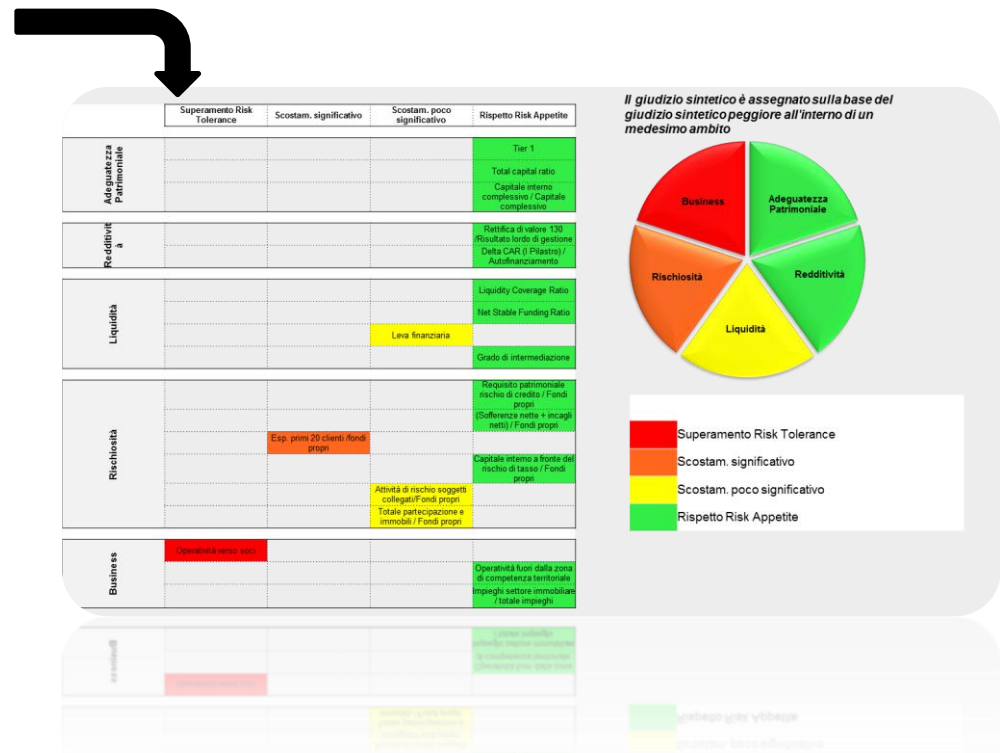 Superamento Risk
Tolerance
Scostam. significativo
Scostam. poco
significativo
Rispetto Risk Appetite
Adeguatezza
Patrimoniale
Tier 1
Total capital ratio
Capitale interno
complessivo / Capitale
complessivo
Redditivit
à
Rettifica di valore 130
/Risultato lordo di gestione
Delta CAR (I Pilastro) /
Autofinanziamento
Liquidità
Liquidity Coverage Ratio
Net Stable Funding Ratio
Leva finanziaria
Grado di intermediazione
Rischiosità
Requisito patrimoniale
rischio di credito / Fondi
propri
(Sofferenze nette + incagli
netti) / Fondi propri
Esp. primi 20 clienti /fondi
propri
Capitale interno a fronte del
rischio di tasso / Fondi
propri
Attività di rischio soggetti
collegati/Fondi propri
Totale partecipazione e
immobili / Fondi propri
Business
Operatività verso soci
Operatività fuori dalla zona
di competenza territoriale
Impieghi settore immobiliare
/ totale impieghi
Il giudizio sintetico è assegnato sulla base del
giudizio sintetico peggiore all'interno di un
medesimo ambito
Business
Adeguatezza
Patrimoniale
Rischiosità
Redditività
Liquidità
Superamento Risk Tolerance
Scostam. significativo
Scostam. poco significativo
Rispetto Risk Appetite